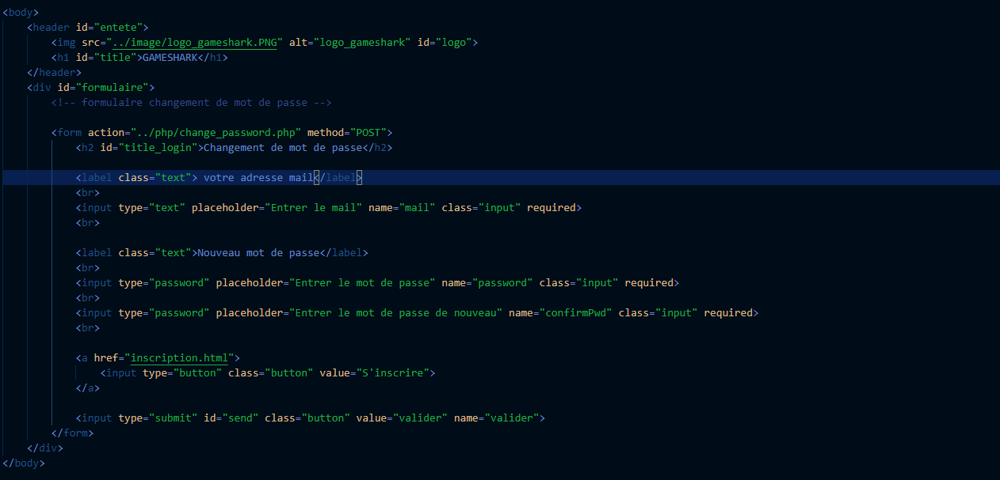 <body>
<header id="entete">
<img src="../image/logo_gameshark.PNG" alt="logo_gameshark" id="logo">
<h1 id="title">GAMESHARK</h1>
</header>
<div id="formulaire">
<!-- formulaire changement de mot de passe -->
<form action="../php/change_password.php" method="POST">
<h2 id="title_login">Changement de mot de passe</h2>
<label class="text"> votre adresse mail</label>
<br>
<input type="text" placeholder="Entrer le mail" name="mail" class="input" required>
<br>
<label class="text">Nouveau mot de passe</label>
<br>
<input type="password" placeholder="Entrer le mot de passe" name="password" class="input" required>
<br>
<input type="password" placeholder="Entrer le mot de passe de nouveau" name="confirmPwd" class="input" required>
<br>
<a href="inscription.html">
<input type="button" class="button" value="S'inscrire">
</a>
<input type="submit" id="send" class="button" value="valider" name="valider">
</form>
</div>
</body>